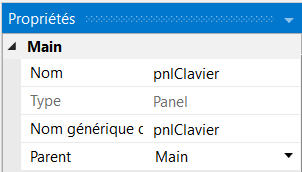 Propriétés
Main
Nom pnlClavier
Type Panel
Nom générique c pnlClavier
Parent Main